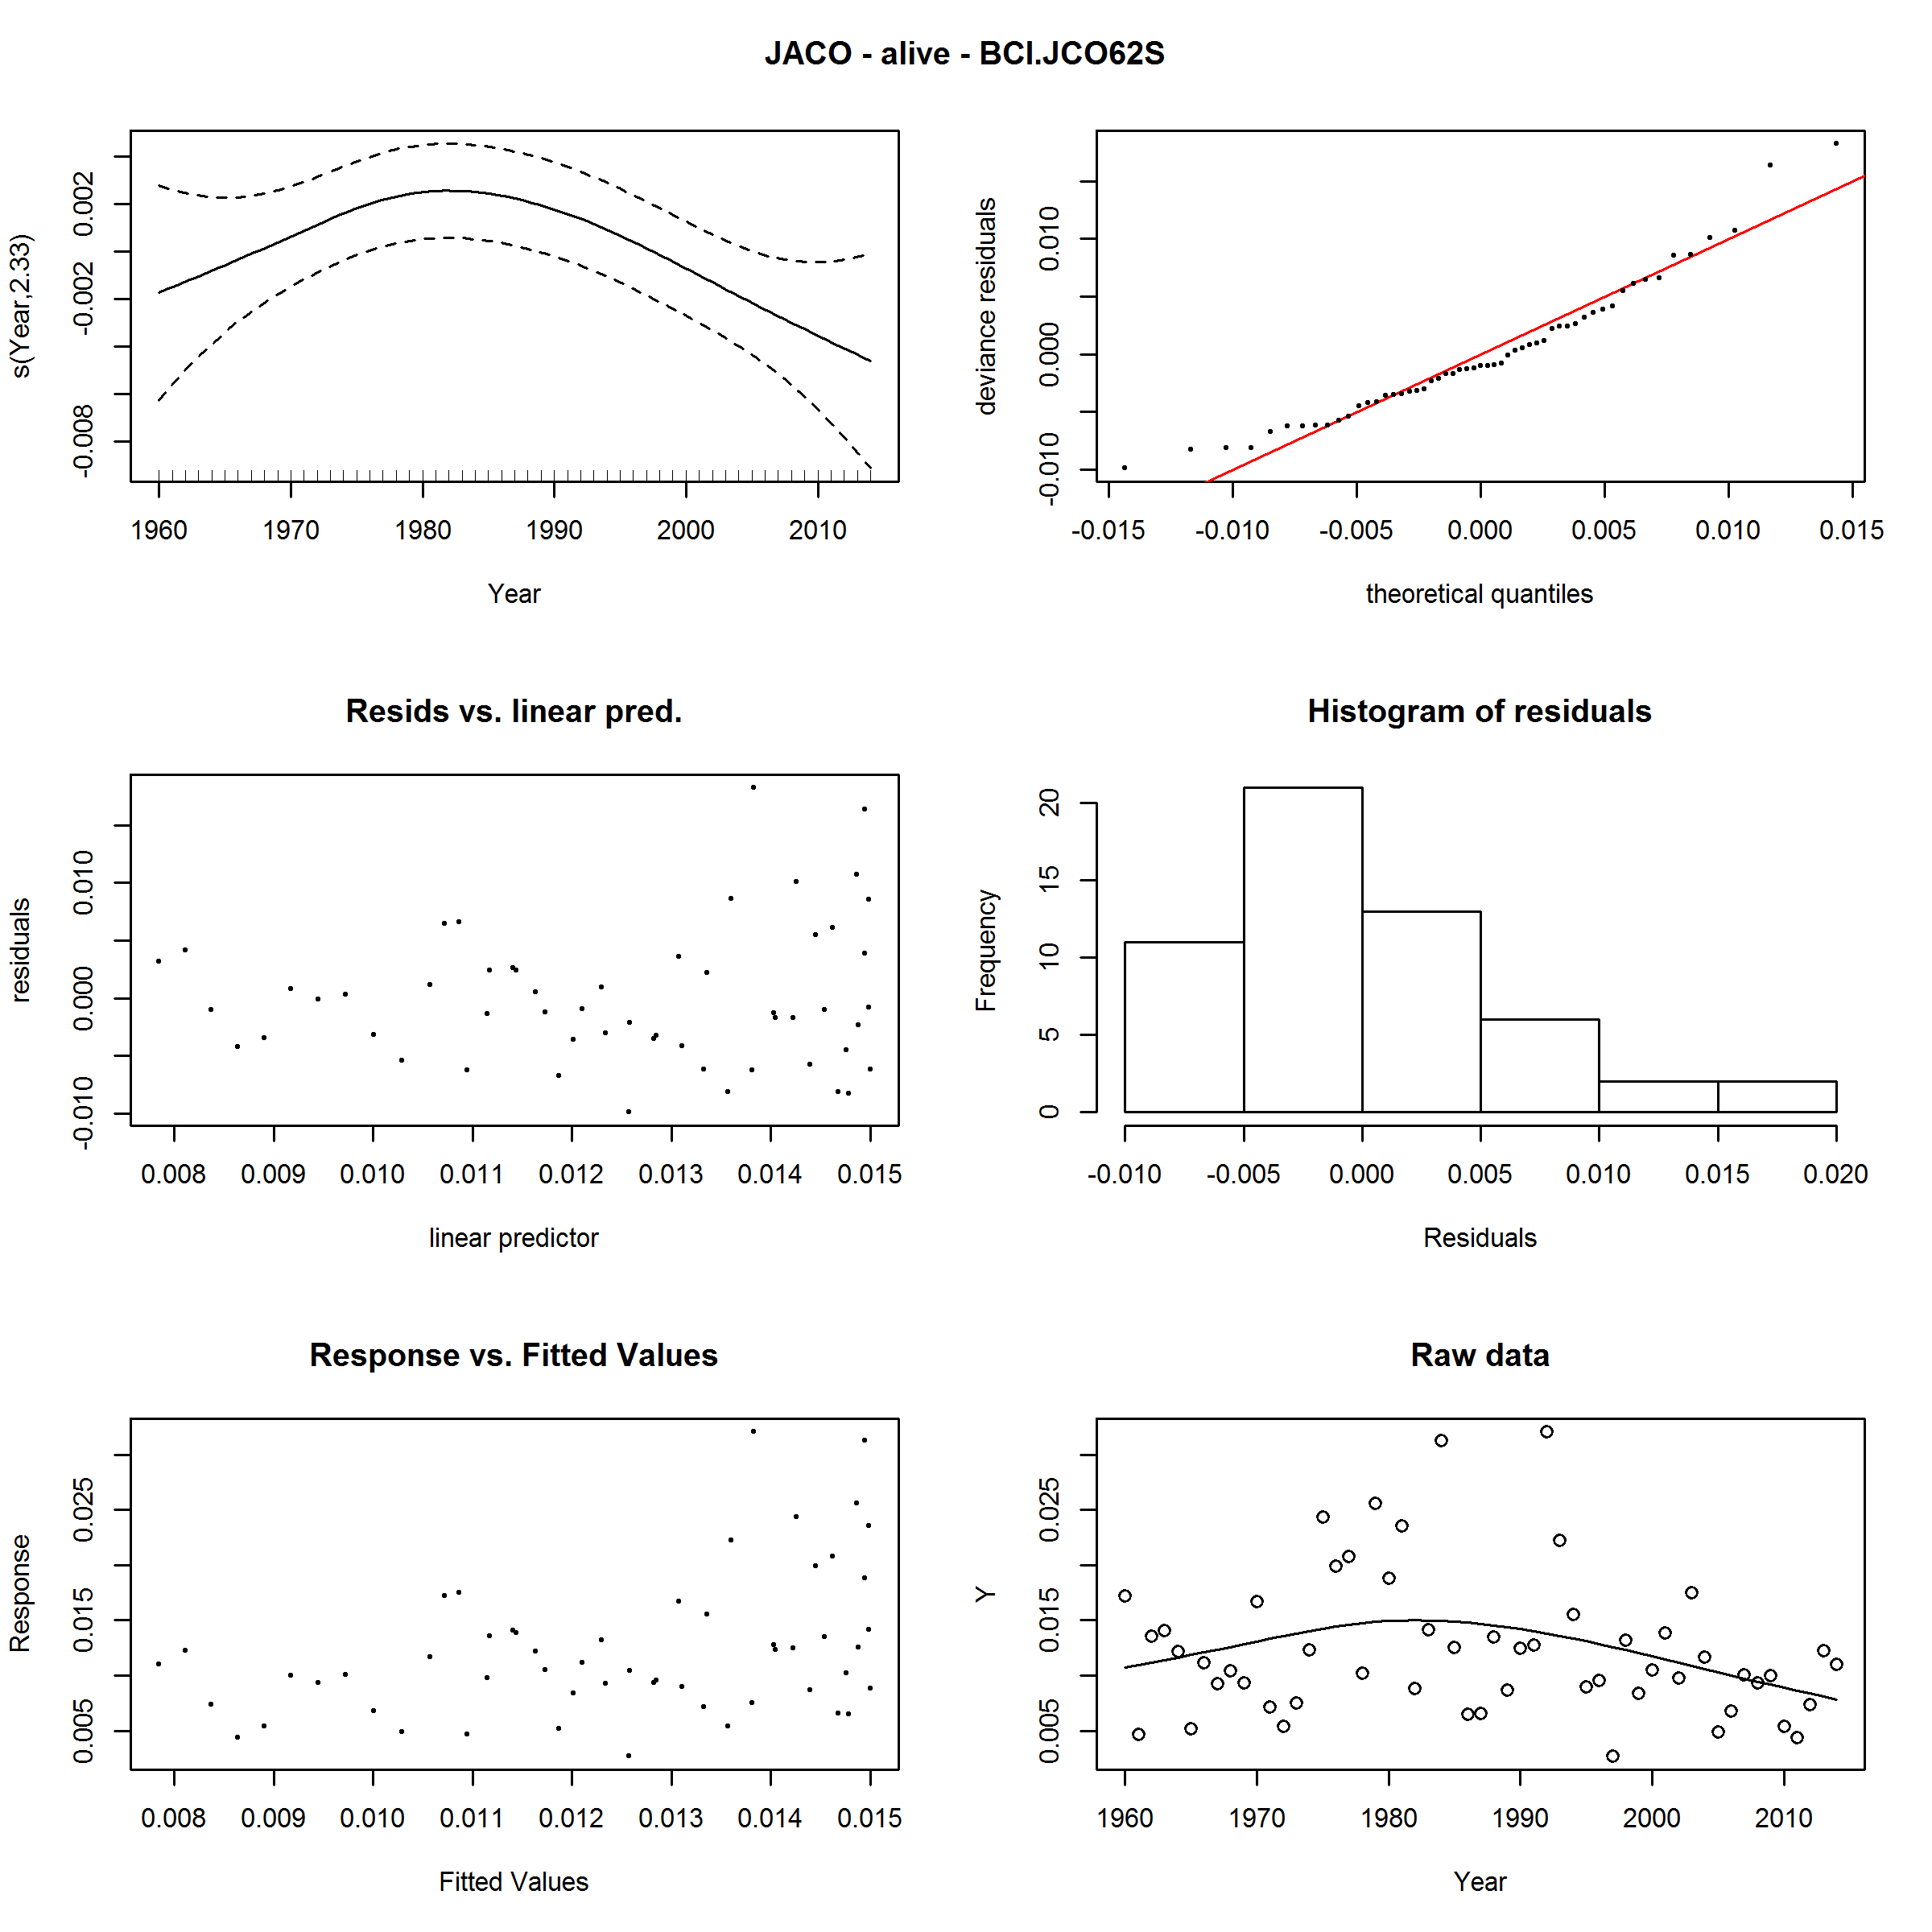 JACO - alive - BCI.JCO62S
s(Year,2.33)
-0.008 -0.002 0.002
1960 1970 1980 1990 2000 2010
Year
deviance residuals
-0.010 0.000 0.010
-0.015 -0.010 -0.005 0.000 0.005 0.010 0.015
theoretical quantiles
Resids vs. linear pred.
residuals
-0.010 0.000 0.010
0.008 0.009 0.010 0.011 0.012 0.013 0.014 0.015
linear predictor
Histogram of residuals
Frequency
0 5 10 15 20
-0.010 -0.005 0.000 0.005 0.010 0.015 0.020
Residuals
Response vs. Fitted Values
Response
0.005 0.015 0.025
0.008 0.009 0.010 0.011 0.012 0.013 0.014 0.015
Fitted Values
Raw data
Y
0.005 0.015 0.025
1960 1970 1980 1990 2000 2010
Year